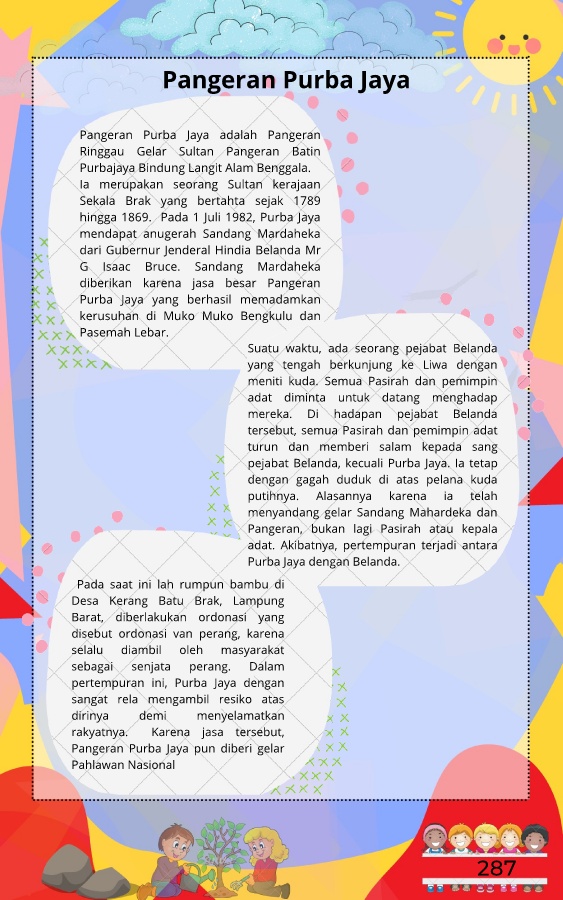 Pangeran Purba Jaya
Pangeran Purba Jaya adalah Pangeran
Ringgau Gelar Sultan Pangeran Batin
Purbajaya Bindung Langit Alam Benggala.
Ia merupakan seorang Sultan kerajaan
Sekala Brak yang bertahta sejak 1789
hingga 1869. Pada 1 Juli 1982, Purba Jaya
mendapat anugerah Sandang Mardaheka
dari Gubernur Jenderal Hindia Belanda Mr
G Isaac Bruce. Sandang Mardaheka
diberikan karena jasa besar Pangeran
Purba Jaya yang berhasil memadamkan
kerusuhan di Muko Muko Bengkulu dan
Pasemah Lebar.
Suatu waktu, ada seorang pejabat Belanda
yang tengah berkunjung ke Liwa dengan
meniti kuda. Semua Pasirah dan pemimpin
adat diminta untuk datang menghadap
mereka. Di hadapan pejabat Belanda
tersebut, semua Pasirah dan pemimpin adat
turun dan memberi salam kepada sang
pejabat Belanda, kecuali Purba Jaya. Ia tetap
dengan gagah duduk di atas pelana kuda
putihnya. Alasannya karena ia telah
menyandang gelar Sandang Mahardeka dan
Pangeran, bukan lagi Pasirah atau kepala
adat. Akibatnya, pertempuran terjadi antara
Purba Jaya dengan Belanda.
Pada saat ini lah rumpun bambu di
Desa Kerang Batu Brak, Lampung
Barat, diberlakukan ordonasi yang
disebut ordonasi van perang, karena
selalu diambil oleh masyarakat
sebagai senjata perang. Dalam
pertempuran ini, Purba Jaya dengan
sangat rela mengambil resiko atas
dirinya demi menyelamatkan
rakyatnya. Karena jasa tersebut,
Pangeran Purba Jaya pun diberi gelar
Pahlawan Nasional
287